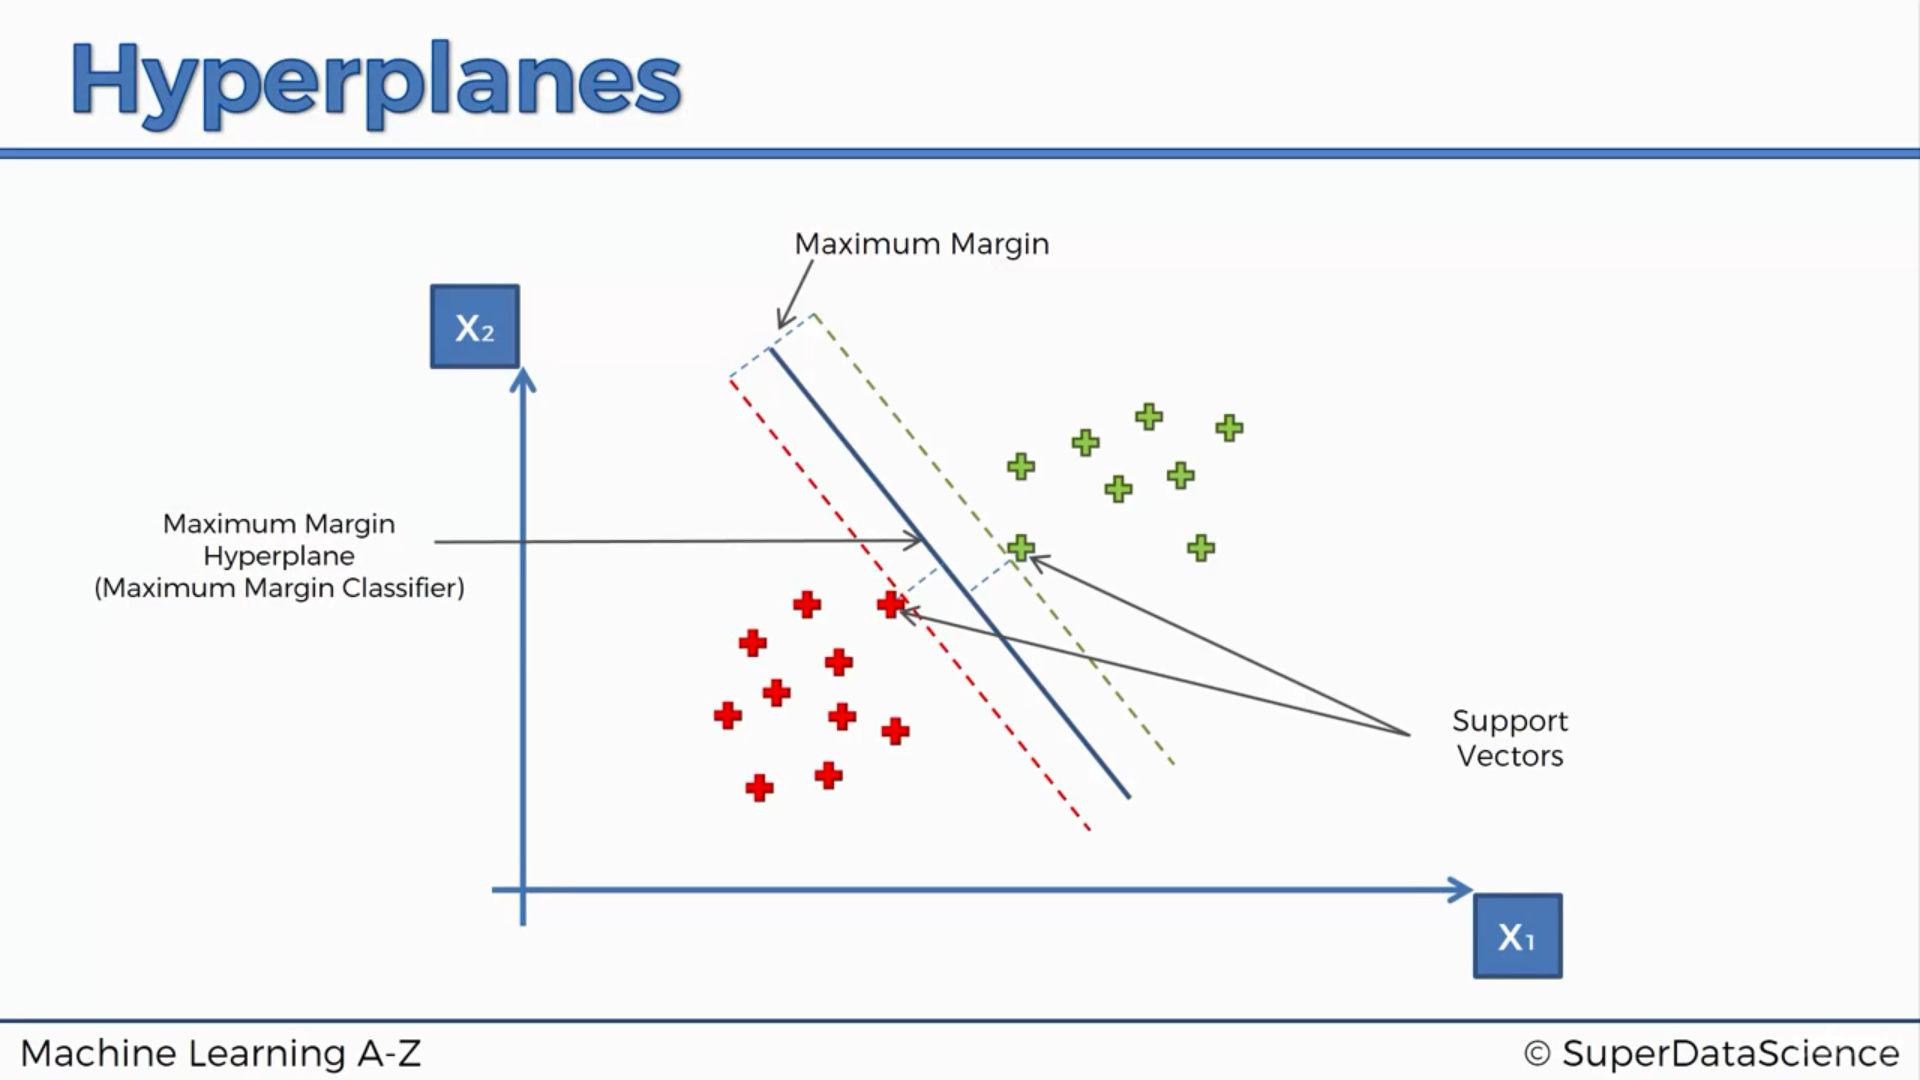 Hyperplanes
Maximum Margin
X₂
Maximum Margin
Hyperplane
(Maximum Margin Classifier)
Support
Vectors
X₁
Machine Learning A-Z
© SuperDataScience